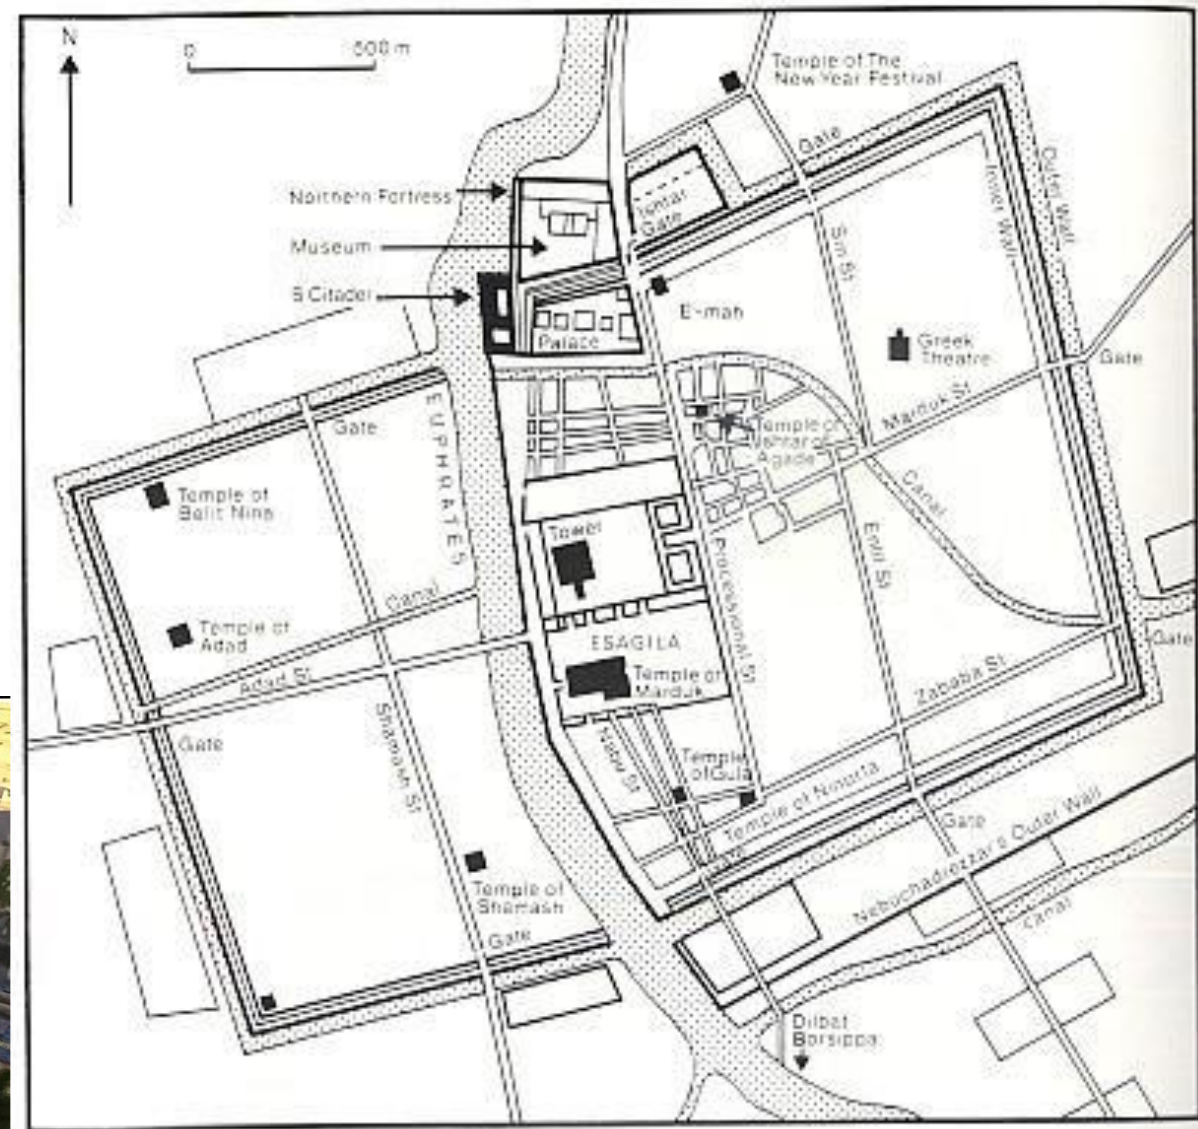 N
0 500 m
Temple of The
New Year Festival
Gate
Outer Wall
Inner Wall
Northern Fortress
Ishtar
Gate
Museum
Sin St
S Citadel
E-mah
Palace
Greek
Theatre
Gate
Marduk St
EUPHRATES
Gate
Temple of
Ishtar of
Agade
Temple of
Belit Nina
Canal
Tower
Processional St
Enlil St
Canal
Temple of
Adad
ESAGILA
Gate
Adad St
Temple of
Marduk
Zababa St
Shamash St
Gate
Nabu St
Temple
of Gula
Temple of Ninurta
Gate
Nebuchadrezzar's Outer Wall
Temple of
Shamash
Canal
Gate
Dilbat
Borsippa